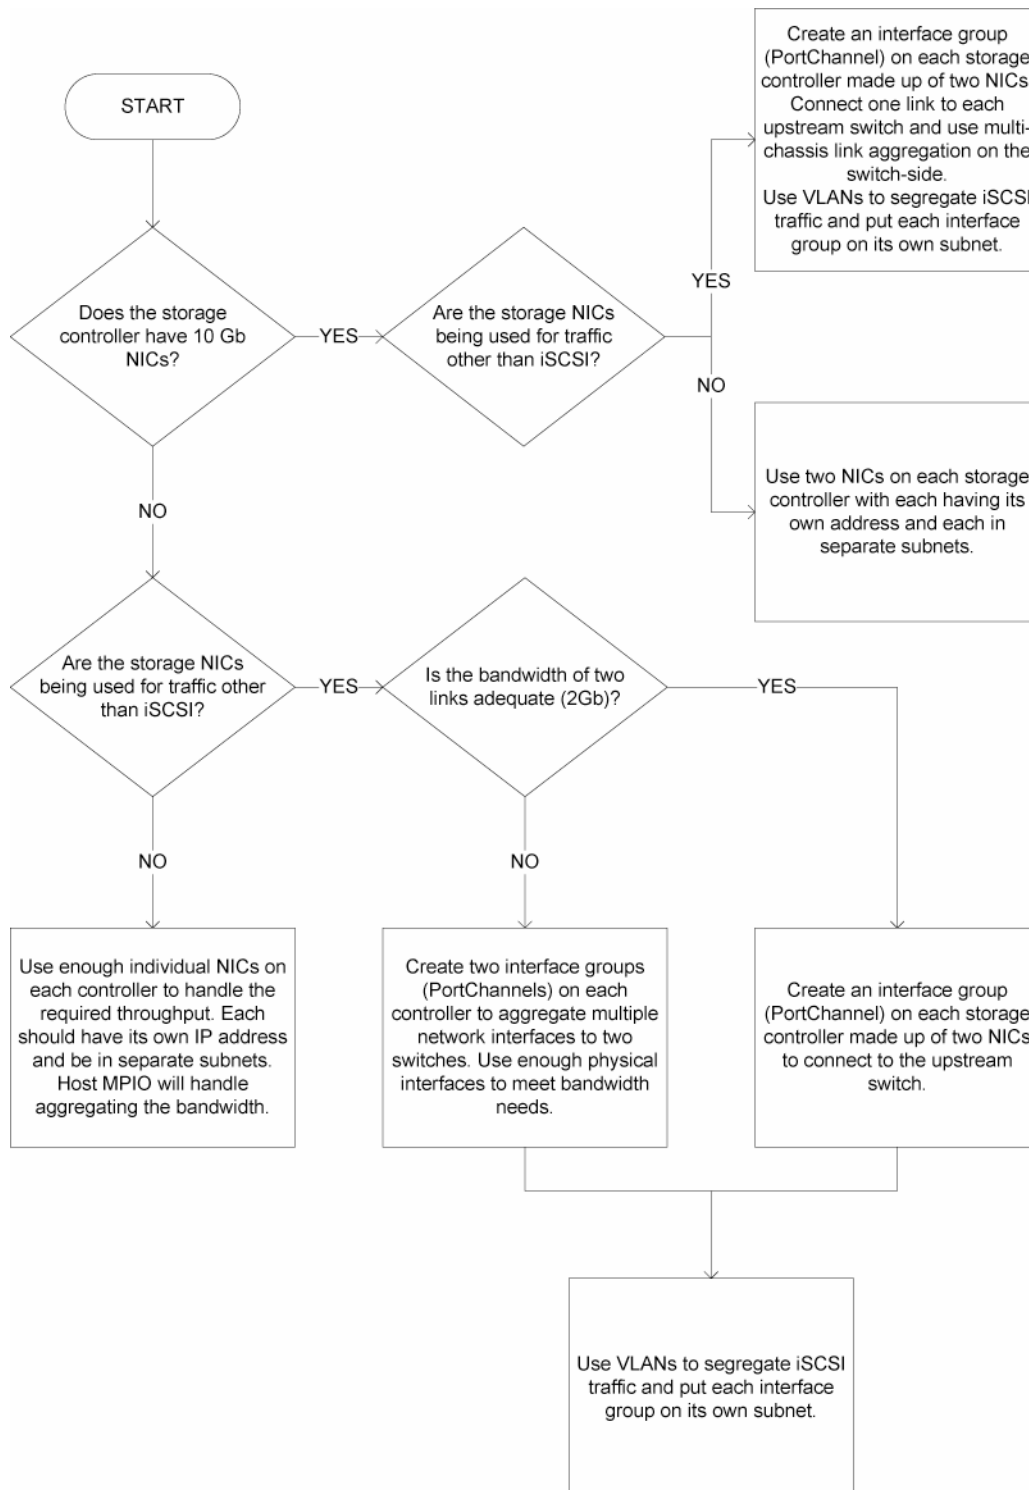 START
Does the storage
controller have 10 Gb
NICs?
YES
Are the storage NICs
being used for traffic
other than iSCSI?
YES
Create an interface group
(PortChannel) on each storage
controller made up of two NICs.
Connect one link to each
upstream switch and use multi-
chassis link aggregation on the
switch-side.
Use VLANs to segregate iSCSI
traffic and put each interface
group on its own subnet.
NO
Use two NICs on each storage
controller with each having its
own address and each in
separate subnets.
NO
Are the storage NICs
being used for traffic other
than iSCSI?
YES
Is the bandwidth of two
links adequate (2Gb)?
YES
NO
Use enough individual NICs on
each controller to handle the
required throughput. Each
should have its own IP address
and be in separate subnets.
Host MPIO will handle
aggregating the bandwidth.
NO
Create two interface groups
(PortChannels) on each
controller to aggregate multiple
network interfaces to two
switches. Use enough physical
interfaces to meet bandwidth
needs.
Create an interface group
(PortChannel) on each storage
controller made up of two NICs
to connect to the upstream
switch.
Use VLANs to segregate iSCSI
traffic and put each interface
group on its own subnet.